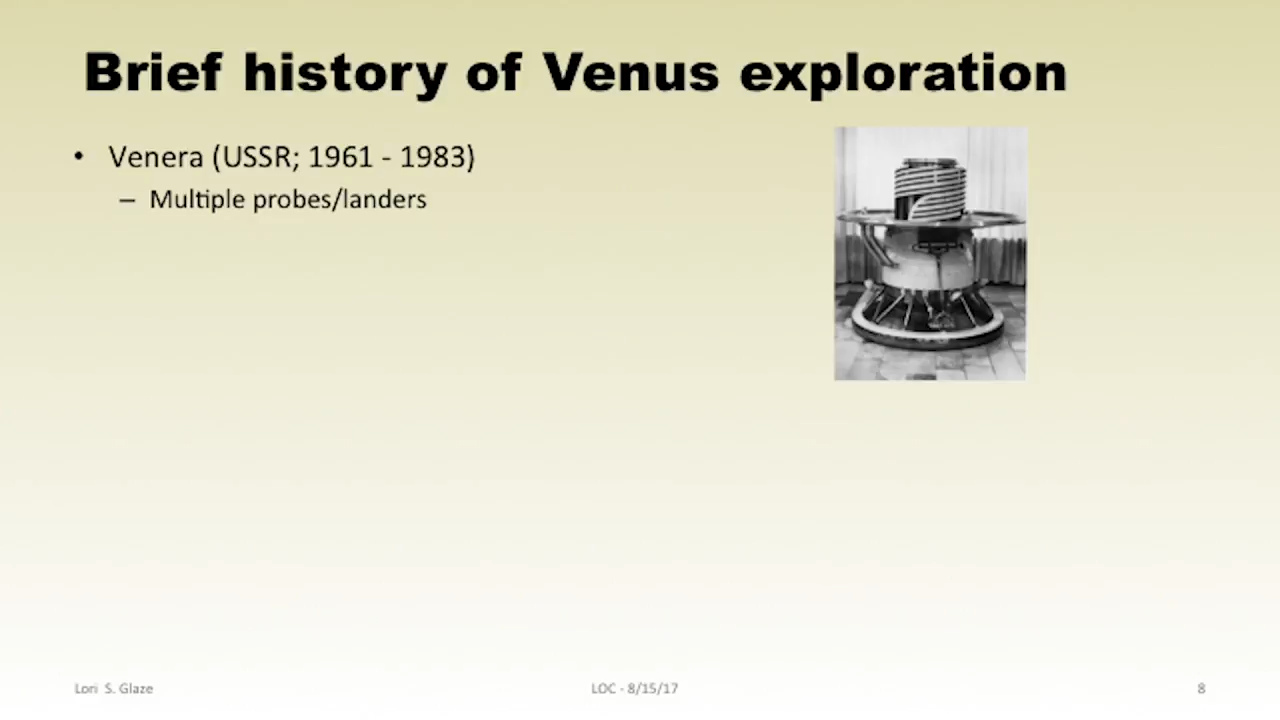 Brief history of Venus exploration
• Venera (USSR; 1961 - 1983)
– Multiple probes/landers
Lori S. Glaze
LOC - 8/15/17
8